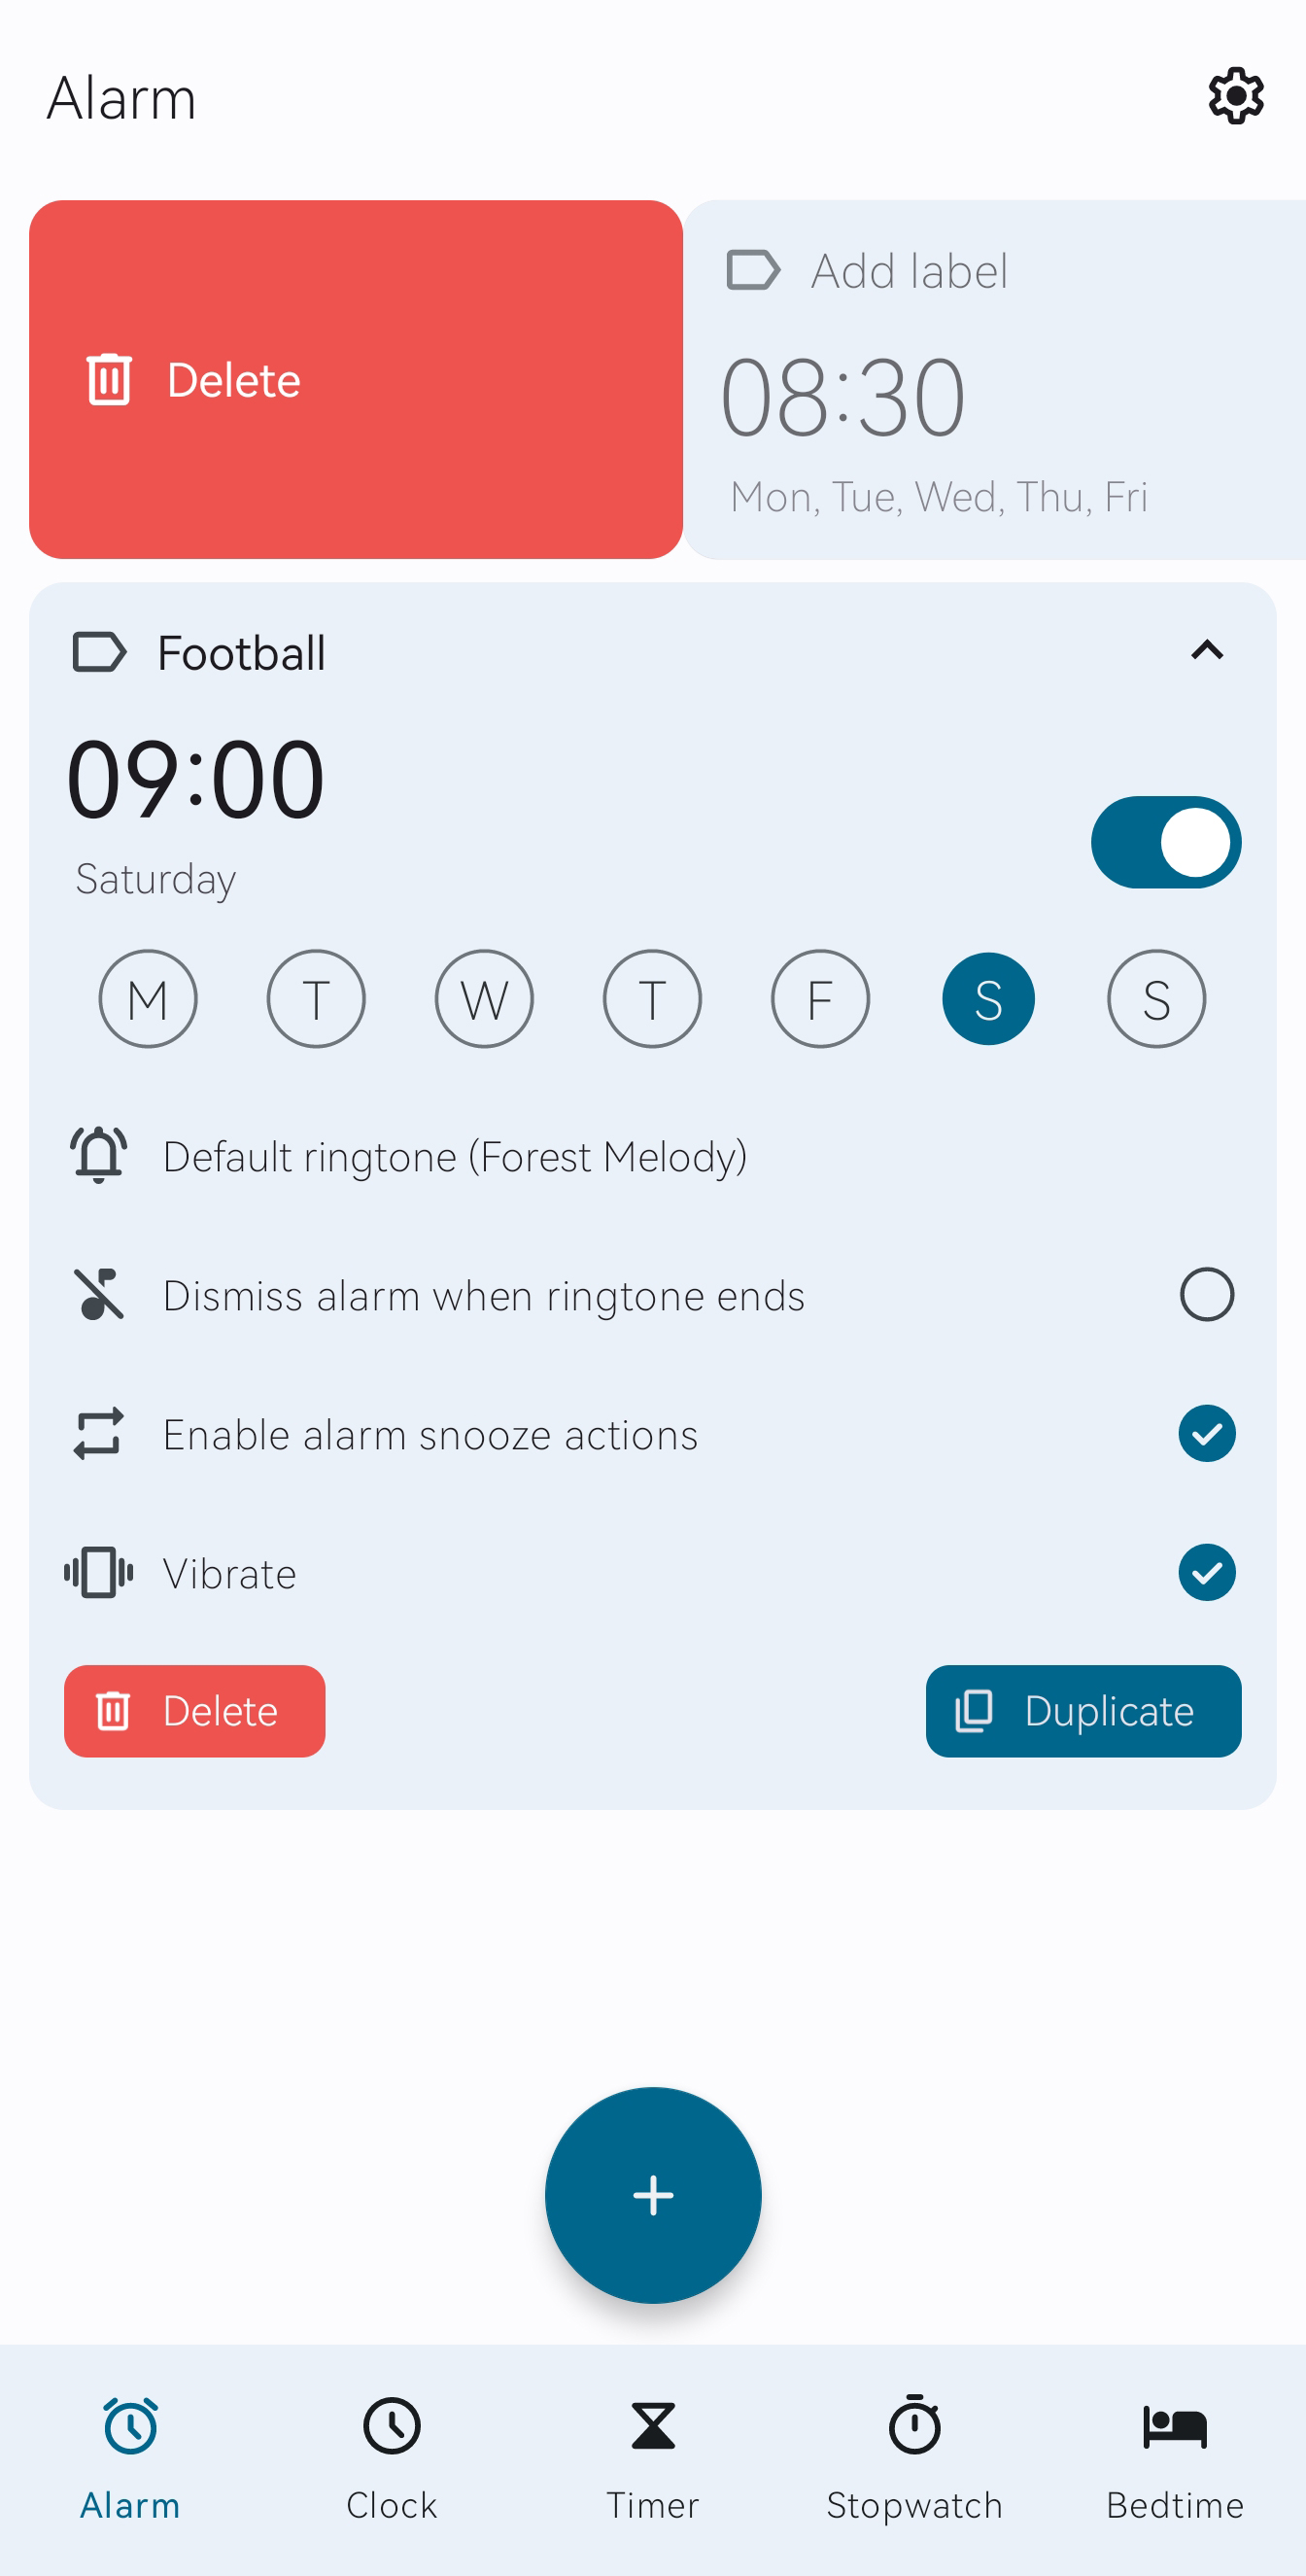 Alarm
Delete
Add label
08:30
Mon, Tue, Wed, Thu, Fri
Football
09:00
Saturday
M T W T F S S
Default ringtone (Forest Melody)
Dismiss alarm when ringtone ends
Enable alarm snooze actions
Vibrate
Delete Duplicate
Alarm Clock Timer Stopwatch Bedtime